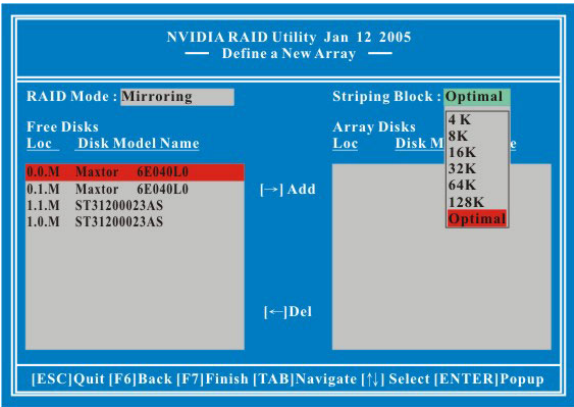 NVIDIA RAID Utility Jan 12 2005
Define a New Array
RAID Mode : Mirroring
Striping Block : Optimal
4 K
8K
16K
32K
64K
128K
Optimal
Free Disks
Loc Disk Model Name
0.0.M Maxtor 6E040L0
0.1.M Maxtor 6E040L0
1.1.M ST31200023AS
1.0.M ST31200023AS
[→] Add
[←]Del
Array Disks
Loc Disk M e
[ESC]Quit [F6]Back [F7]Finish [TAB]Navigate [↑↓] Select [ENTER]Popup